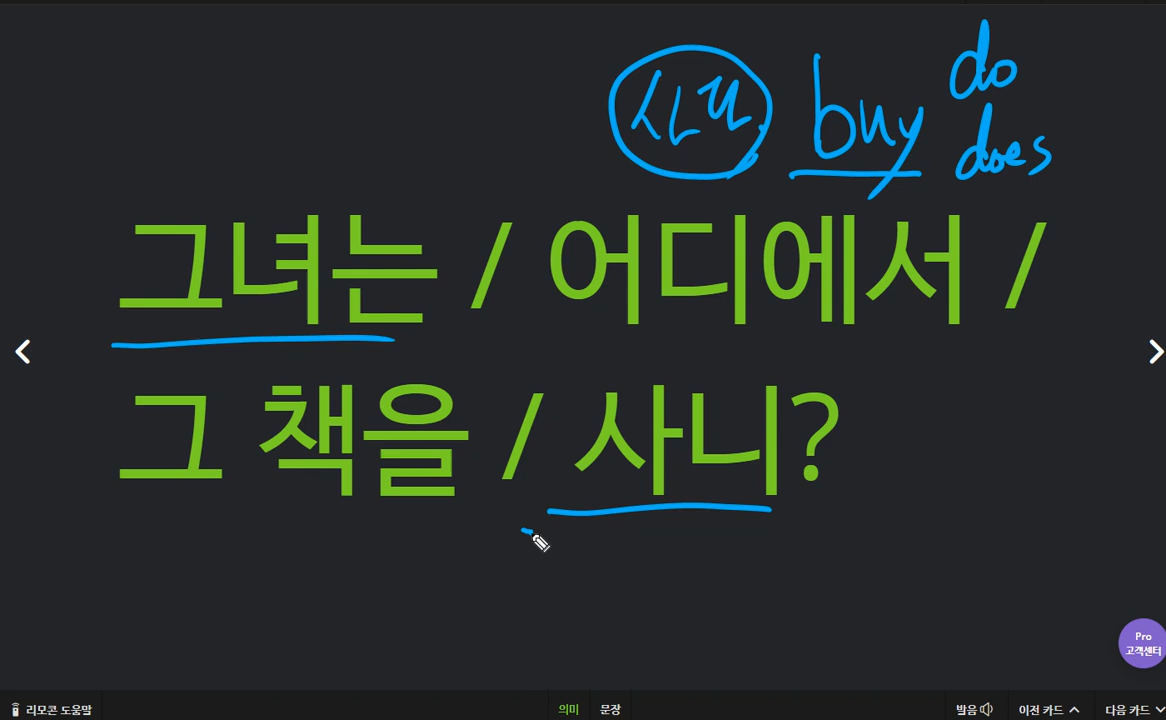 buy
do
does
그녀는 / 어디에서 /
그 책을 / 사니?
Pro
고객센터
리모콘 도움말
의미
문장
발음
이전 카드
다음 카드